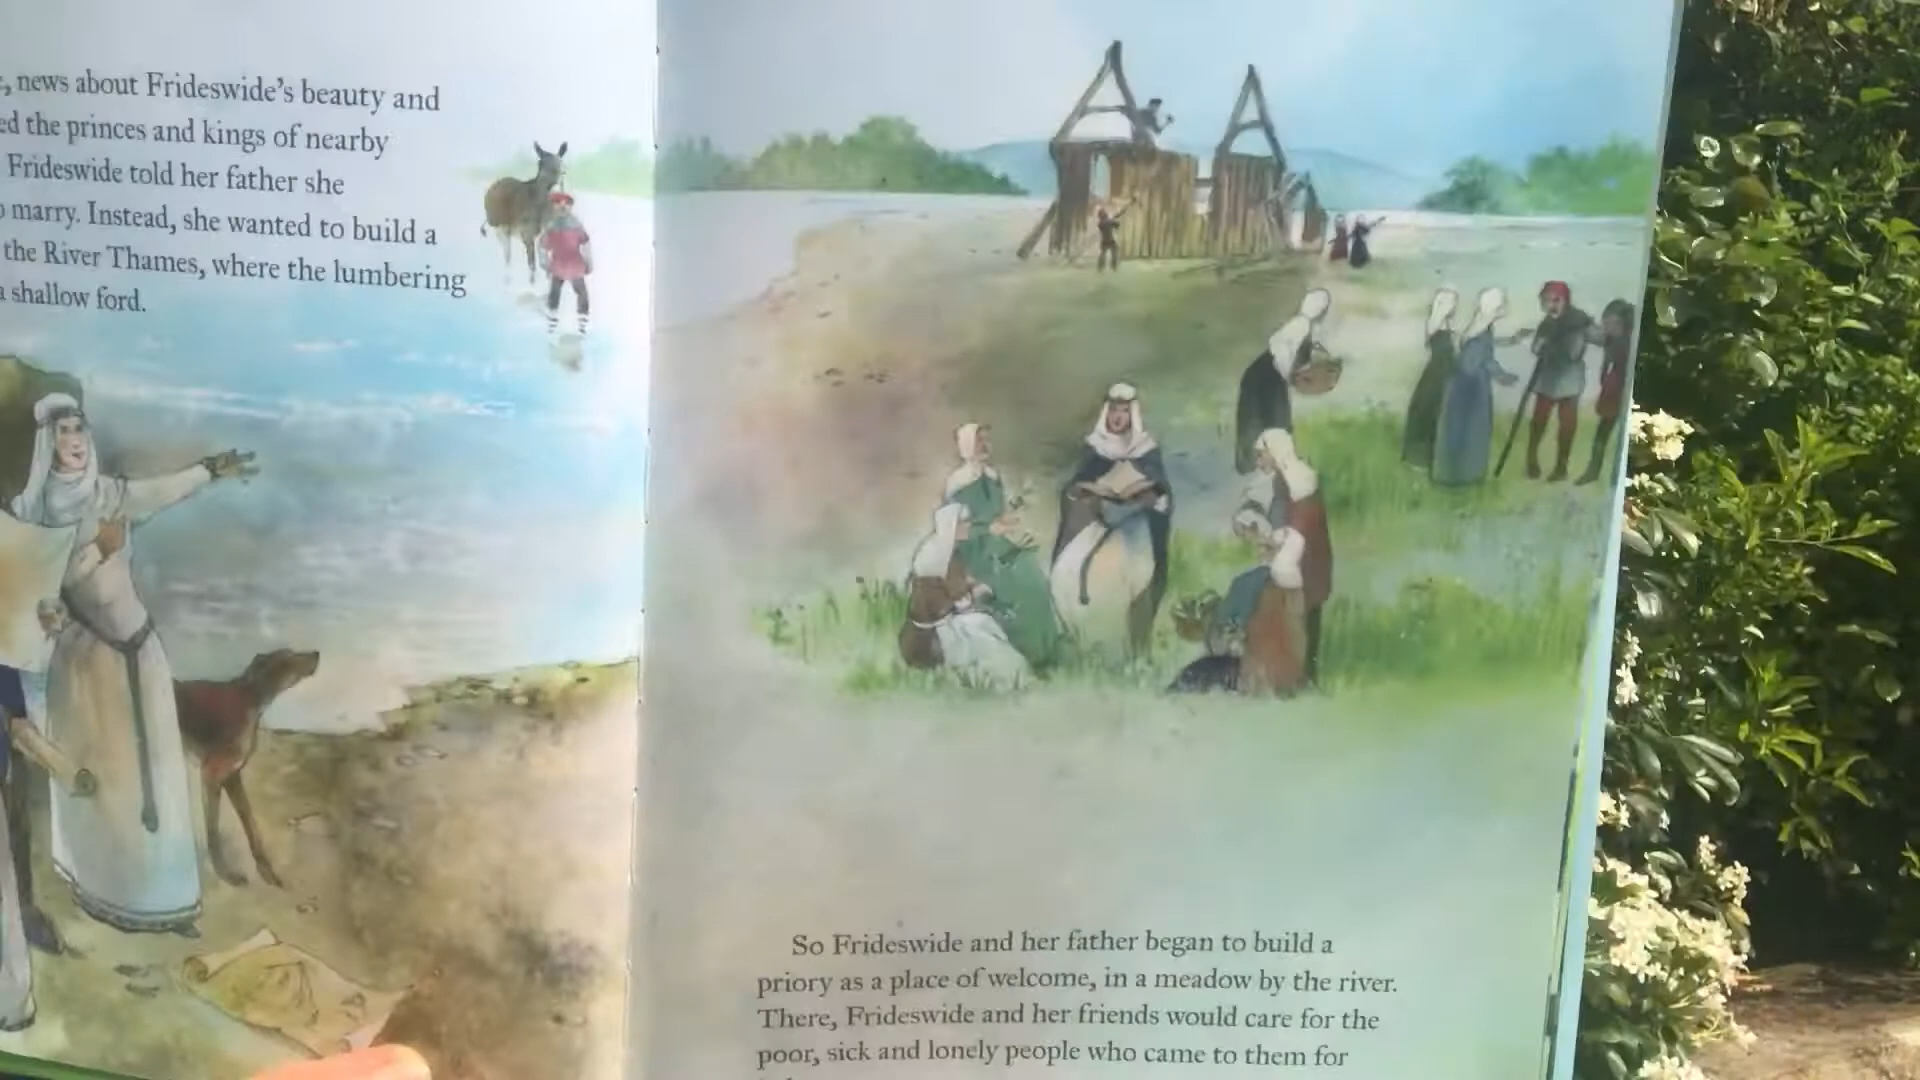 news about Frideswide's beauty and
the princes and kings of nearby
Frideswide told her father she
marry. Instead, she wanted to build a
the River Thames, where the lumbering
a shallow ford.
So Frideswide and her father began to build a
priory as a place of welcome, in a meadow by the river.
There, Frideswide and her friends would care for the
poor, sick and lonely people who came to them for